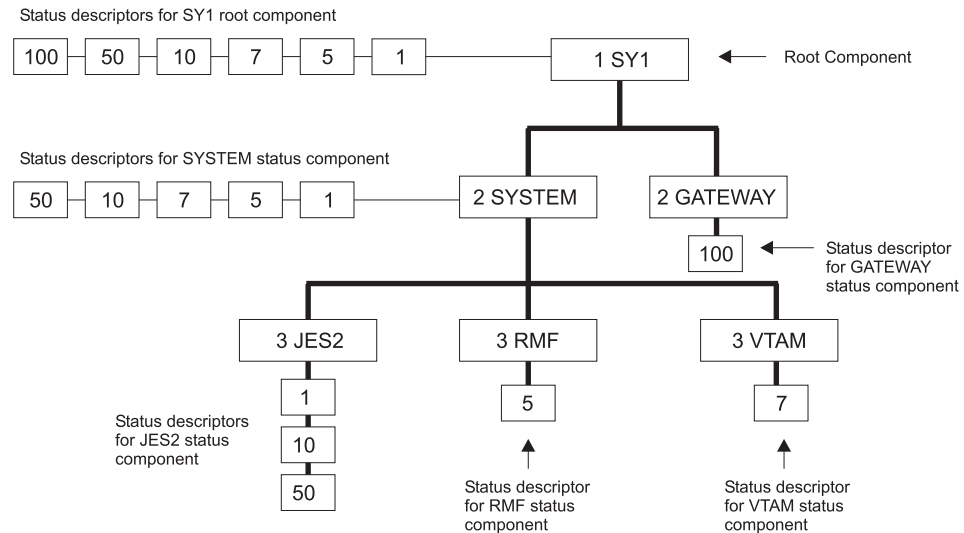 Status descriptors for SY1 root component
100 50 10 7 5 1 1 SY1 Root Component
Status descriptors for SYSTEM status component
50 10 7 5 1 2 SYSTEM 2 GATEWAY
100
Status descriptor
for GATEWAY
status component
3 JES2 3 RMF 3 VTAM
1
10
50
5
7
Status descriptors
for JES2 status
component
Status descriptor
for RMF status
component
Status descriptor
for VTAM status
component